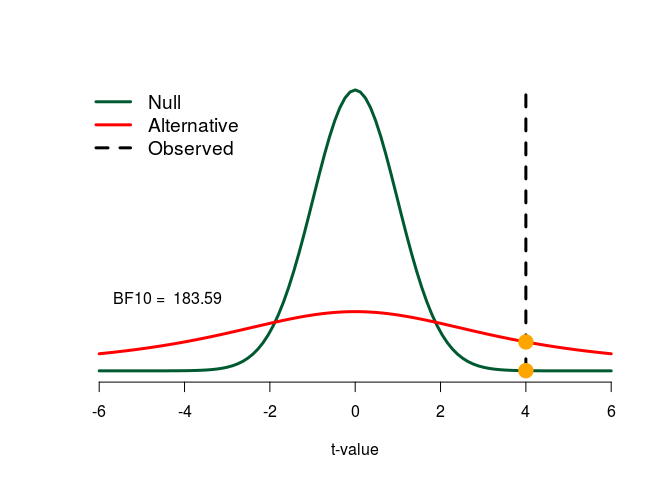 Null
Alternative
Observed
BF10 =  183.59
-6 -4 -2 0 2 4 6
t-value